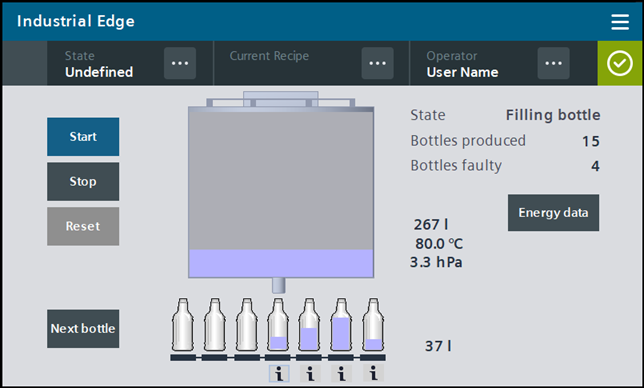 Industrial Edge
State
Undefined
...
Current Recipe
...
Operator
User Name
...
Start
Stop
Reset
Next bottle
State Filling bottle
Bottles produced 15
Bottles faulty 4
Energy data
267 l
80.0 °C
3.3 hPa
37 l
i i i i